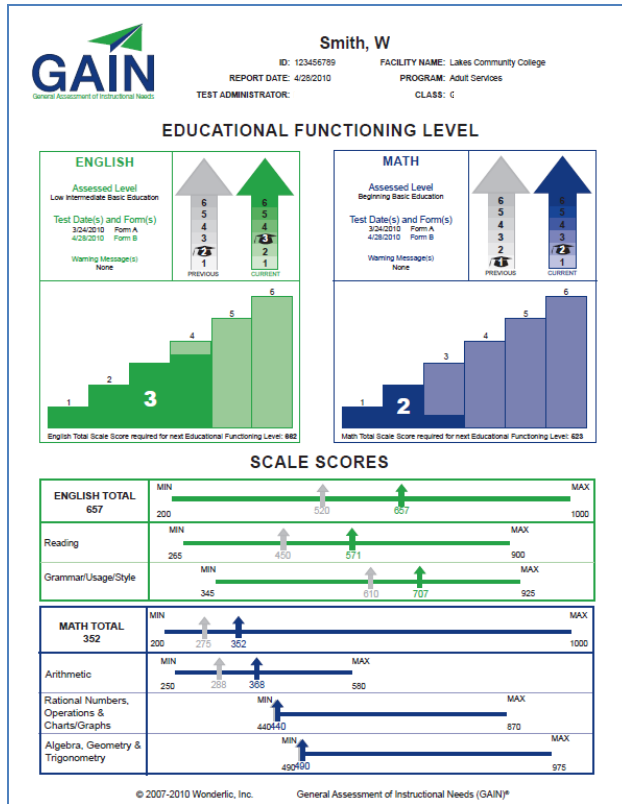 Smith, W
GAIN
General Assessment of Instructional Needs
ID: 123456789 FACILITY NAME: Lakes Community College
REPORT DATE: 4/28/2010 PROGRAM: Adult Services
TEST ADMINISTRATOR: CLASS: G
EDUCATIONAL FUNCTIONING LEVEL
ENGLISH
Assessed Level
Low Intermediate Basic Education
Test Date(s) and Form(s)
3/24/2010 Form A
4/28/2010 Form B
Warning Message(s)
None
6
5
4
3
2
1
PREVIOUS
6
5
4
3
2
1
CURRENT
1
2
3
4
5
6
English Total Scale Score required for next Educational Functioning Level: 662
MATH
Assessed Level
Beginning Basic Education
Test Date(s) and Form(s)
3/24/2010 Form A
4/28/2010 Form B
Warning Message(s)
None
6
5
4
3
2
1
PREVIOUS
6
5
4
3
2
1
CURRENT
1
2
3
4
5
6
Math Total Scale Score required for next Educational Functioning Level: 523
SCALE SCORES
ENGLISH TOTAL
657
MIN MAX
200 520 657 1000
Reading
MIN MAX
265 450 571 900
Grammar/Usage/Style
MIN MAX
345 610 707 925
MATH TOTAL
352
MIN MAX
200 275 352 1000
Arithmetic
MIN MAX
250 288 368 580
Rational Numbers,
Operations &
Charts/Graphs
MIN MAX
440 440 870
Algebra, Geometry &
Trigonometry
MIN MAX
490 490 975
© 2007-2010 Wonderlic, Inc. General Assessment of Instructional Needs (GAIN)®